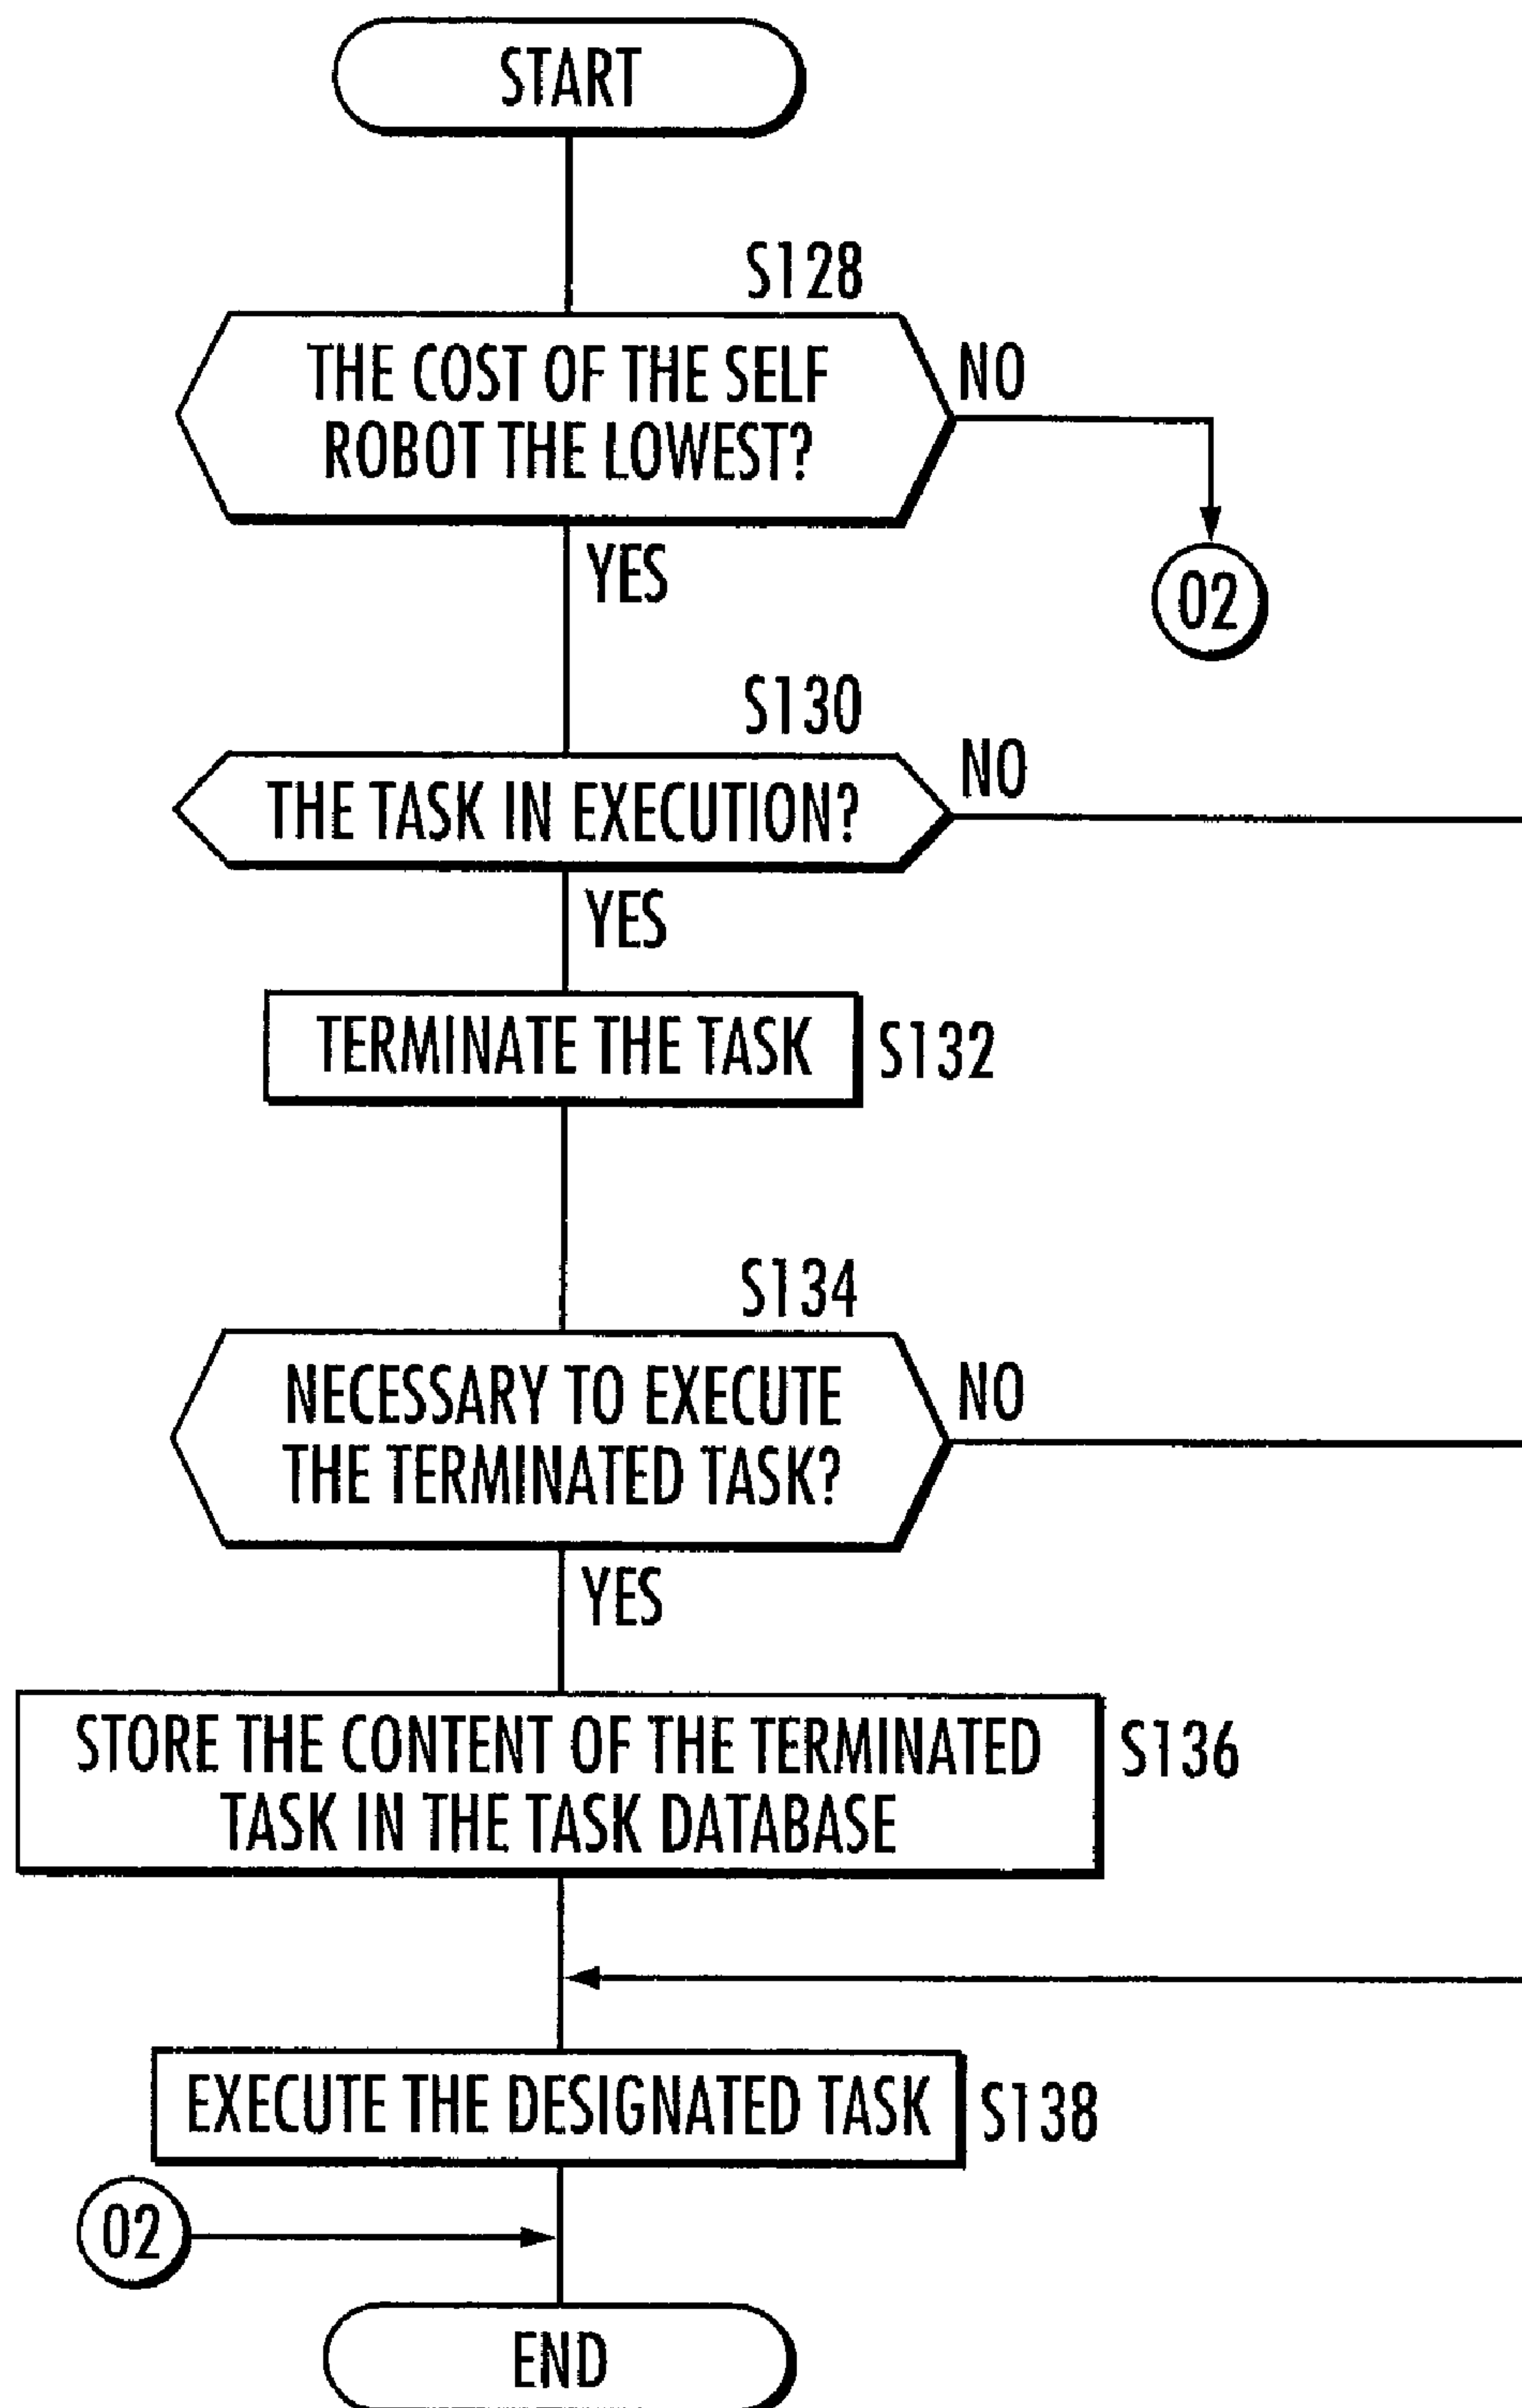 START
S128
THE COST OF THE SELF
ROBOT THE LOWEST?
NO
YES
02
S130
THE TASK IN EXECUTION?
NO
YES
TERMINATE THE TASK
S132
S134
NECESSARY TO EXECUTE
THE TERMINATED TASK?
NO
YES
STORE THE CONTENT OF THE TERMINATED
TASK IN THE TASK DATABASE
S136
EXECUTE THE DESIGNATED TASK
S138
02
END